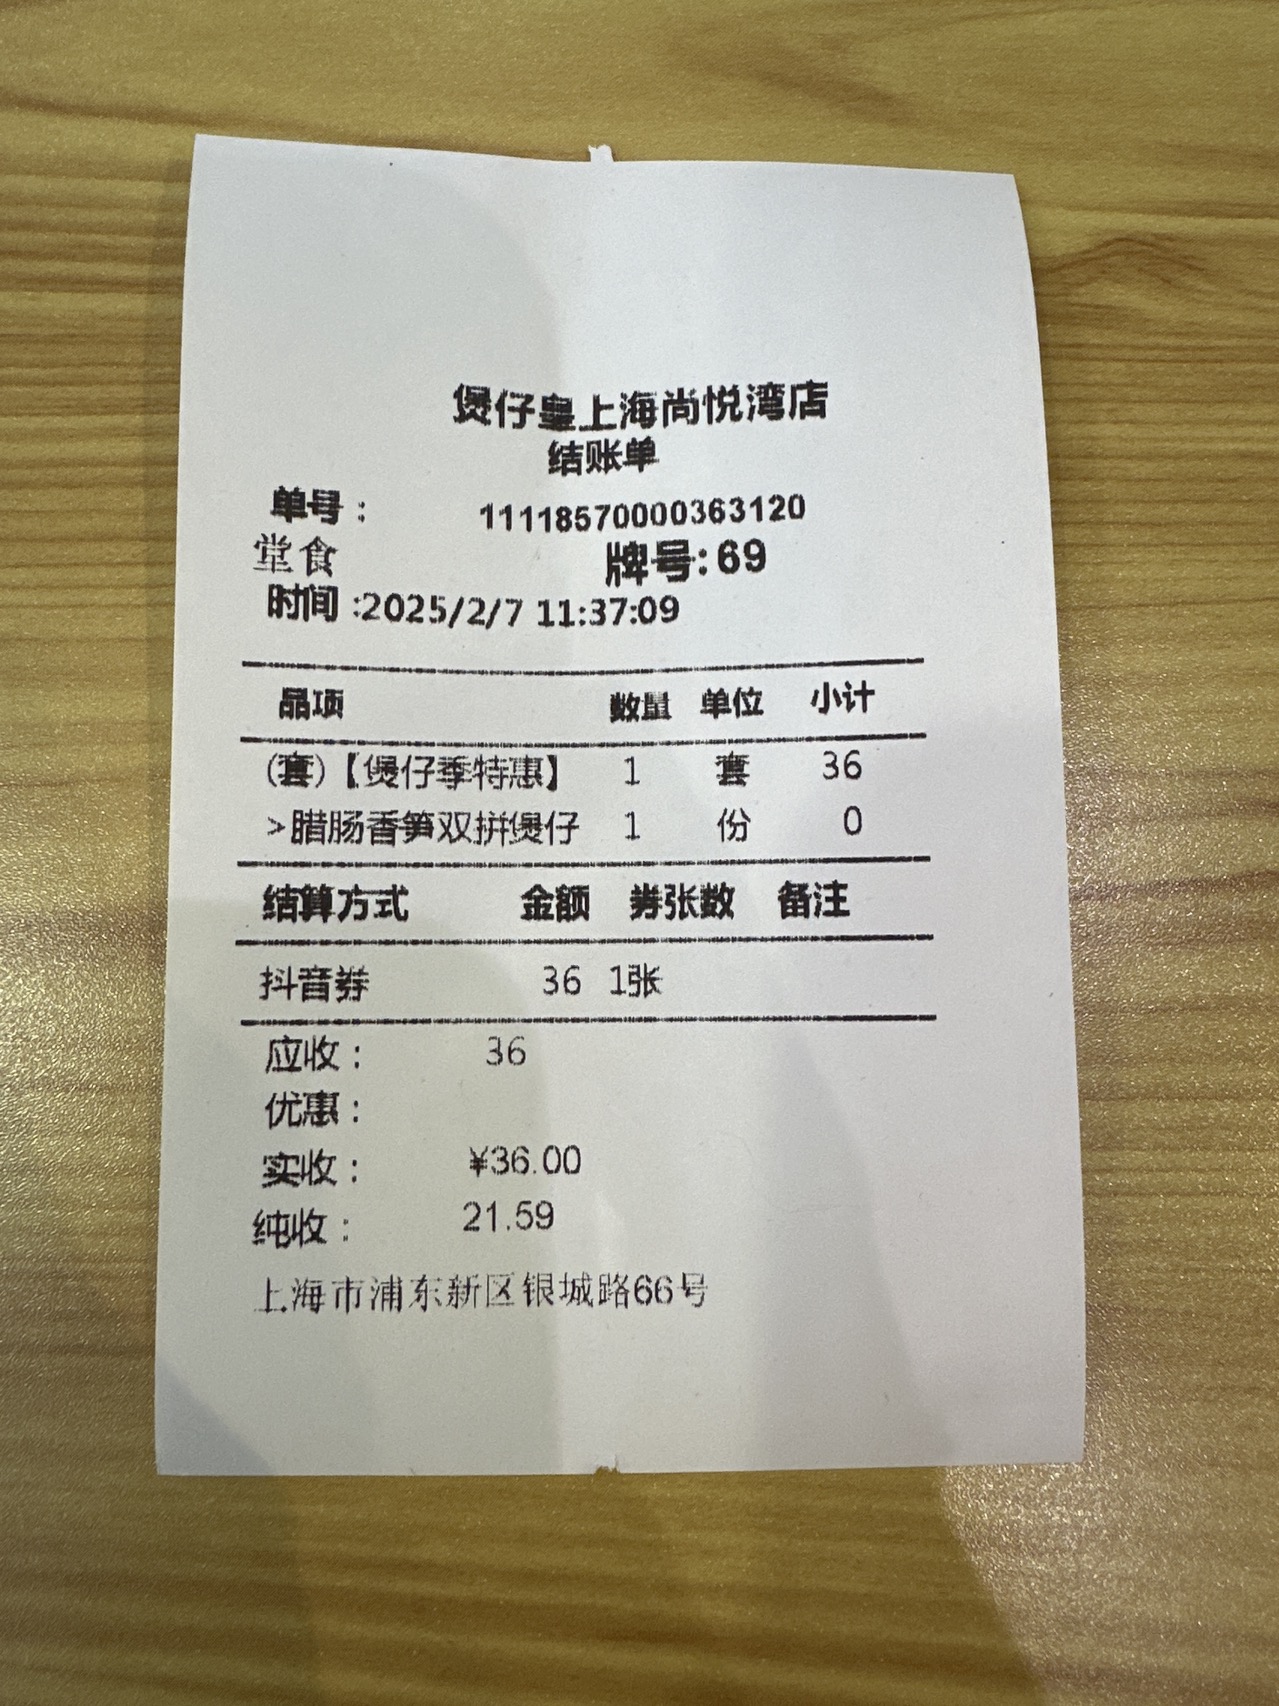 煲仔皇上海尚悦湾店
结账单
单号： 11118570000363120
堂食 牌号:69
时间:2025/2/7 11:37:09
品项 数量 单位 小计
(套)【煲仔季特惠】 1 套 36
>腊肠香笋双拼煲仔 1 份 0
结算方式 金额 券张数 备注
抖音券 36 1张
应收： 36
优惠：
实收： ¥36.00
纯收： 21.59
上海市浦东新区银城路66号